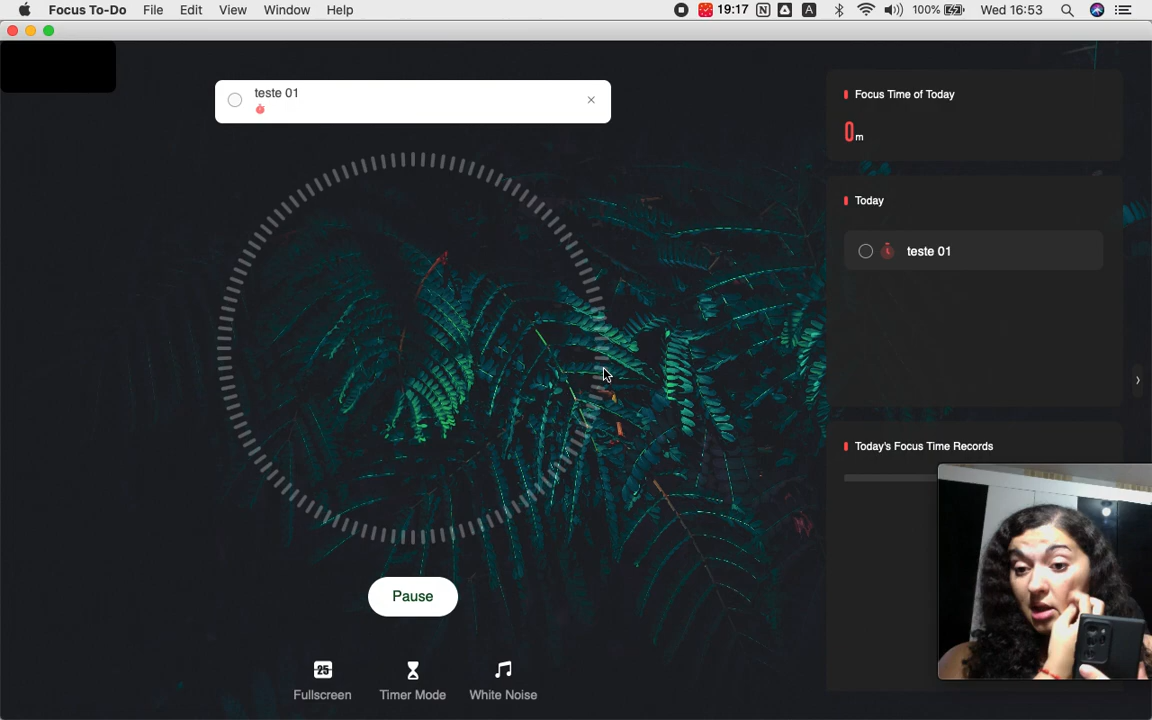 Focus To-Do File Edit View Window Help 19:17 A 100% Wed 16:53
teste 01
Focus Time of Today
0m
Today
teste 01
Today's Focus Time Records
Pause
25
Fullscreen Timer Mode White Noise